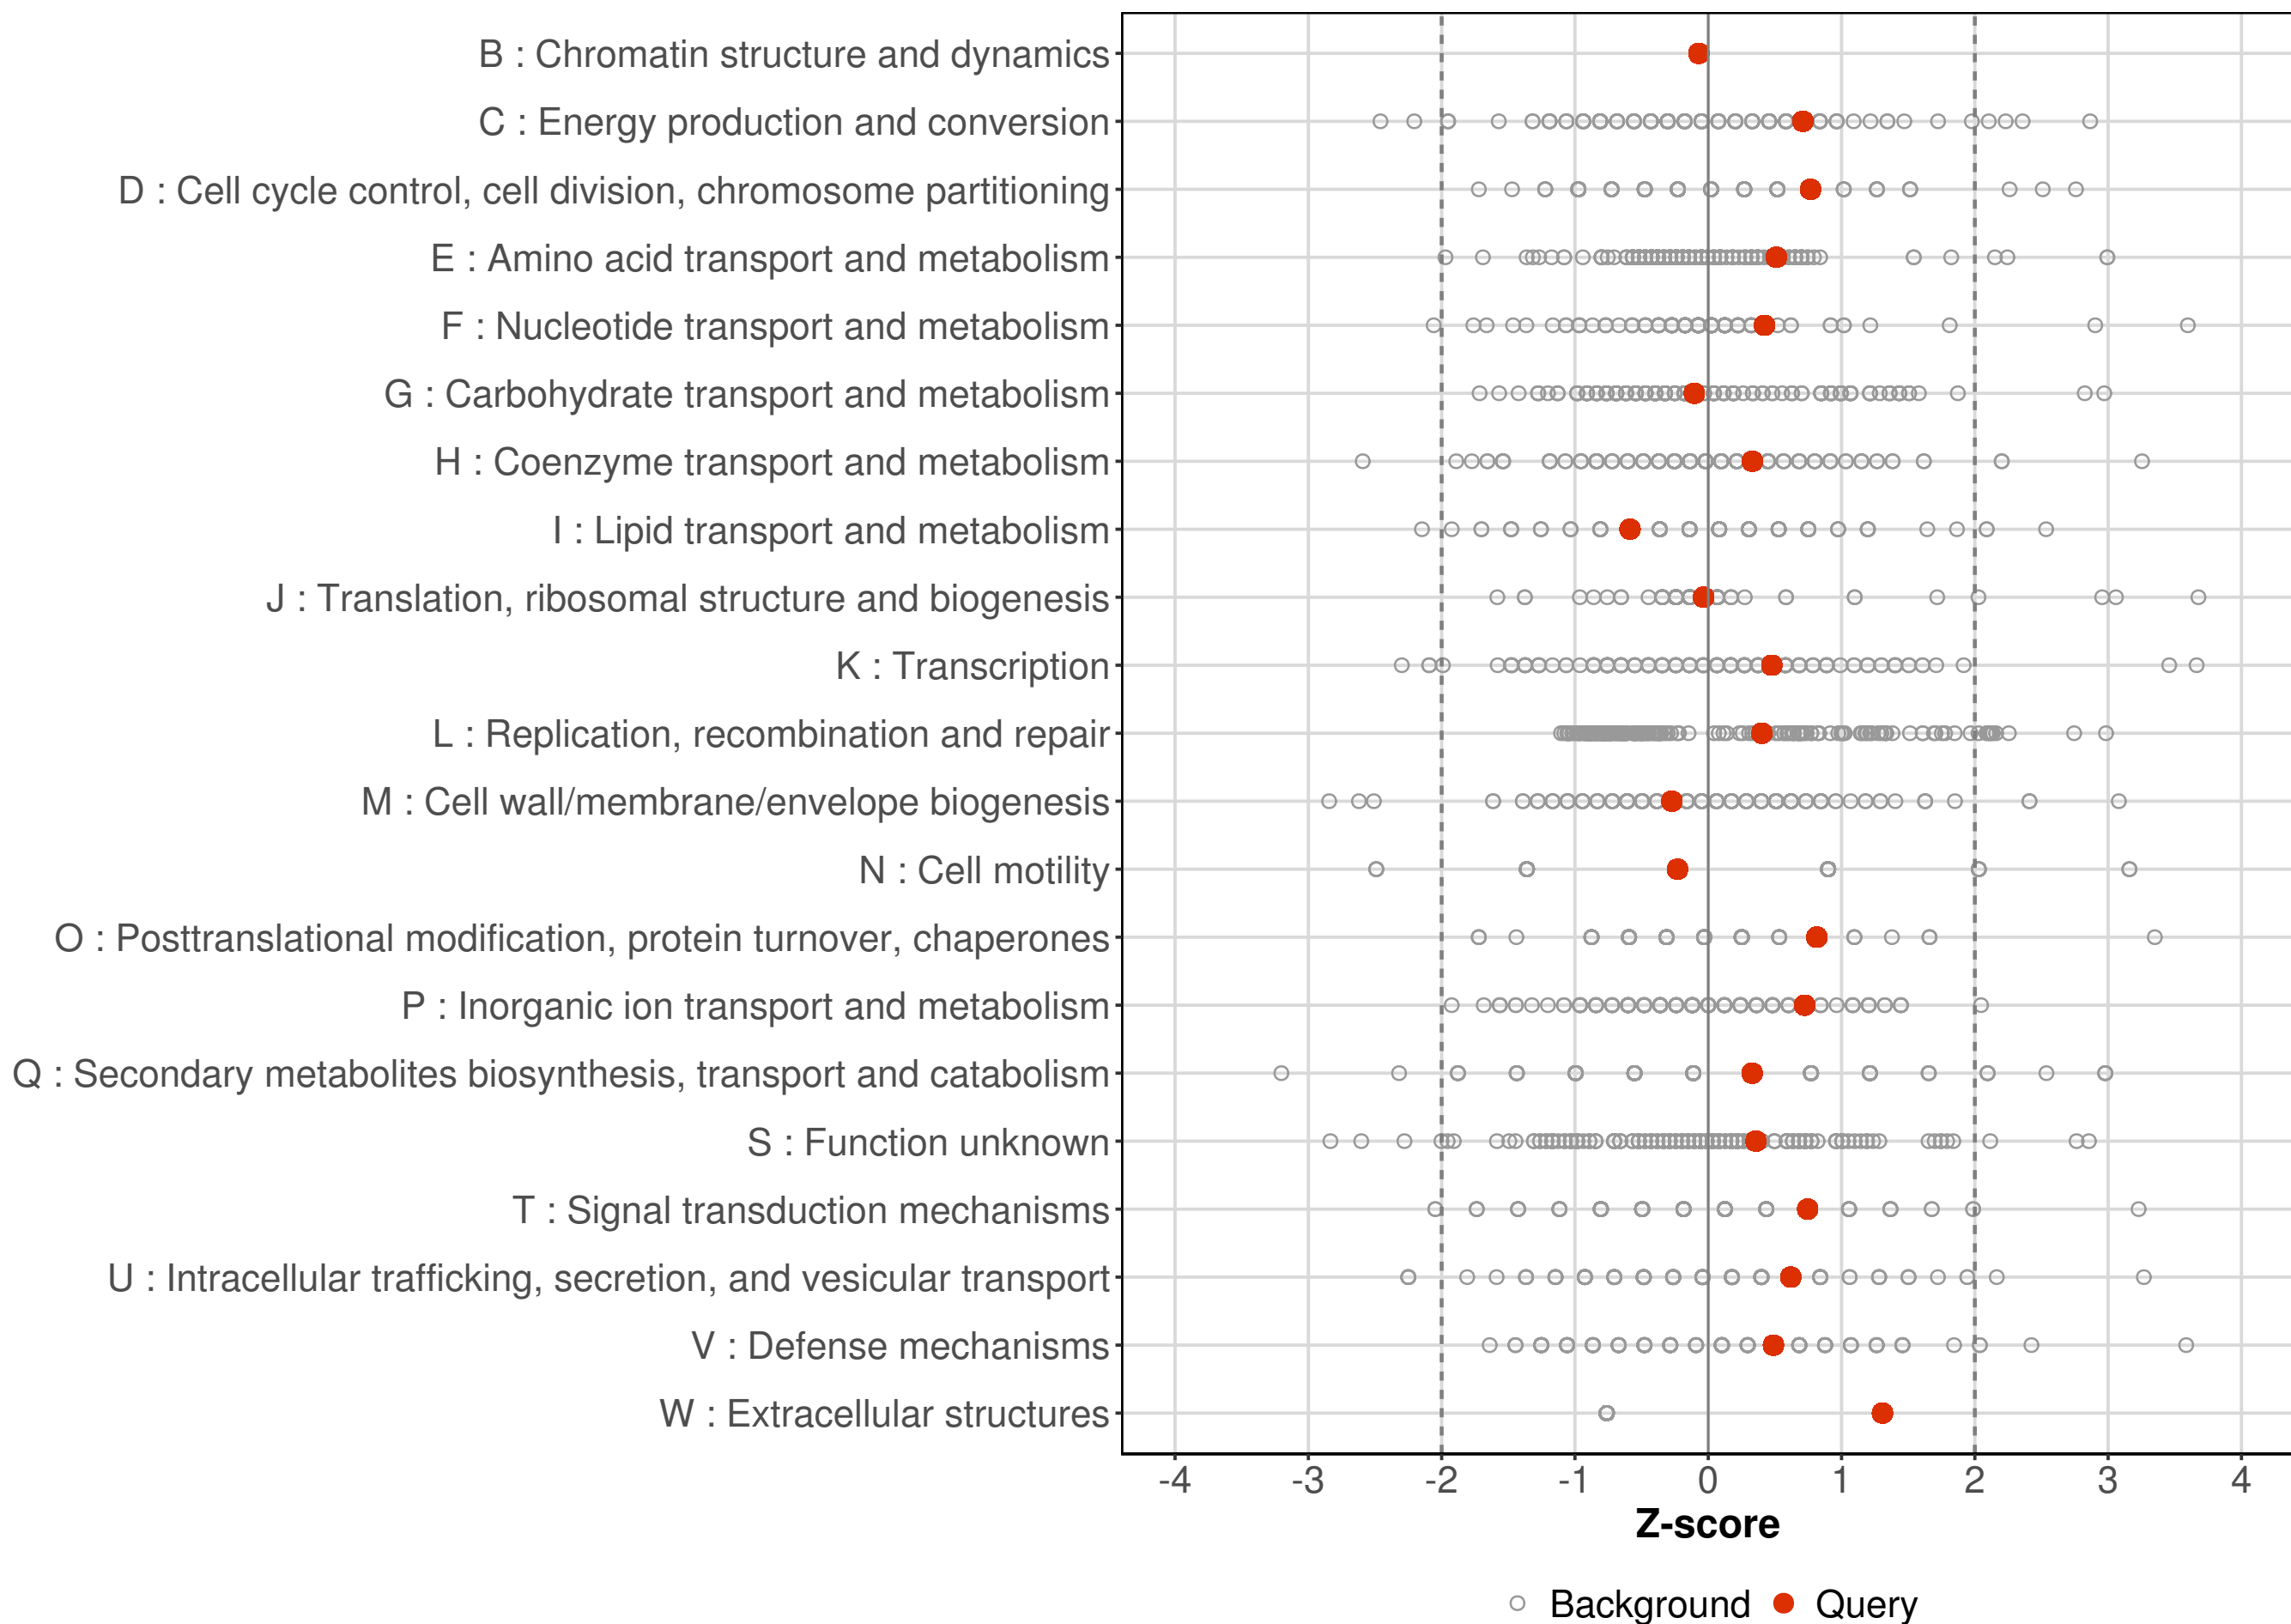 B : Chromatin structure and dynamics
C : Energy production and conversion
D : Cell cycle control, cell division, chromosome partitioning
E : Amino acid transport and metabolism
F : Nucleotide transport and metabolism
G : Carbohydrate transport and metabolism
H : Coenzyme transport and metabolism
I : Lipid transport and metabolism
J : Translation, ribosomal structure and biogenesis
K : Transcription
L : Replication, recombination and repair
M : Cell wall/membrane/envelope biogenesis
N : Cell motility
O : Posttranslational modification, protein turnover, chaperones
P : Inorganic ion transport and metabolism
Q : Secondary metabolites biosynthesis, transport and catabolism
S : Function unknown
T : Signal transduction mechanisms
U : Intracellular trafficking, secretion, and vesicular transport
V : Defense mechanisms
W : Extracellular structures
-4 -3 -2 -1 0 1 2 3 4
Z-score
Background Query